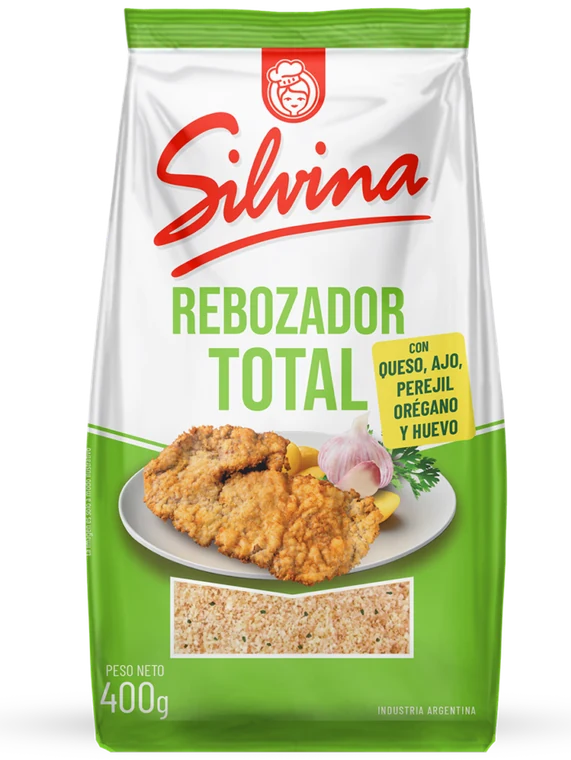 Silvina
REBOZADOR
TOTAL
CON
QUESO, AJO,
PEREJIL
ORÉGANO
Y HUEVO
PESO NETO
400g
INDUSTRIA ARGENTINA